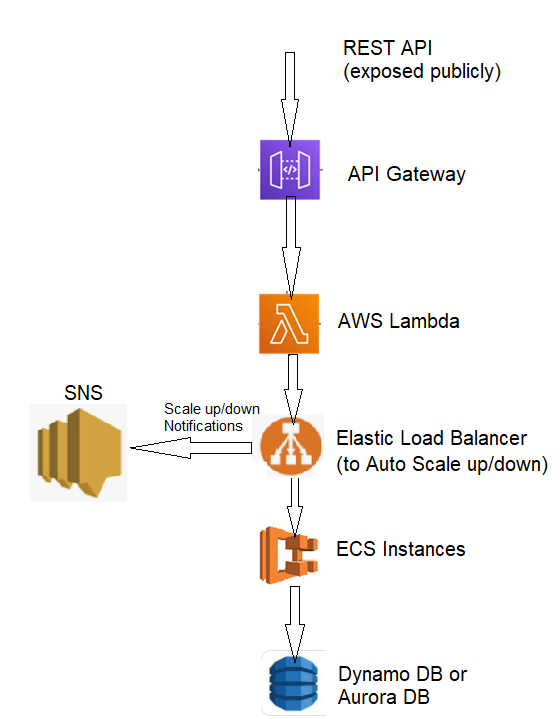 REST API
(exposed publicly)
API Gateway
AWS Lambda
SNS
Scale up/down
Notifications
Elastic Load Balancer
(to Auto Scale up/down)
ECS Instances
Dynamo DB or
Aurora DB